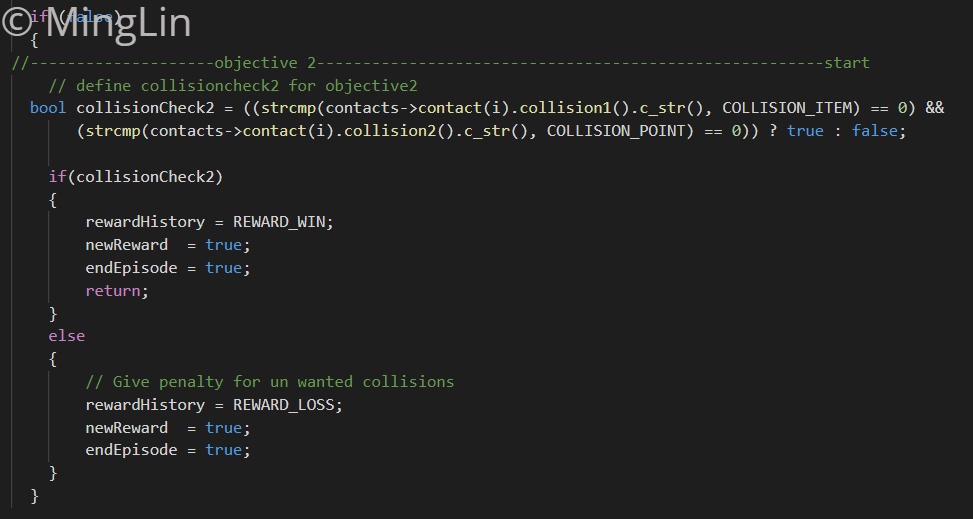 if (false)
© MingLin
{
//--------------------objective 2-------------------------------------------------------start
// define collisioncheck2 for objective2
bool collisionCheck2 = ((strcmp(contacts->contact(i).collision1().c_str(), COLLISION_ITEM) == 0) &&
(strcmp(contacts->contact(i).collision2().c_str(), COLLISION_POINT) == 0)) ? true : false;
if(collisionCheck2)
{
rewardHistory = REWARD_WIN;
newReward  = true;
endEpisode = true;
return;
}
else
{
// Give penalty for un wanted collisions
rewardHistory = REWARD_LOSS;
newReward  = true;
endEpisode = true;
}
}